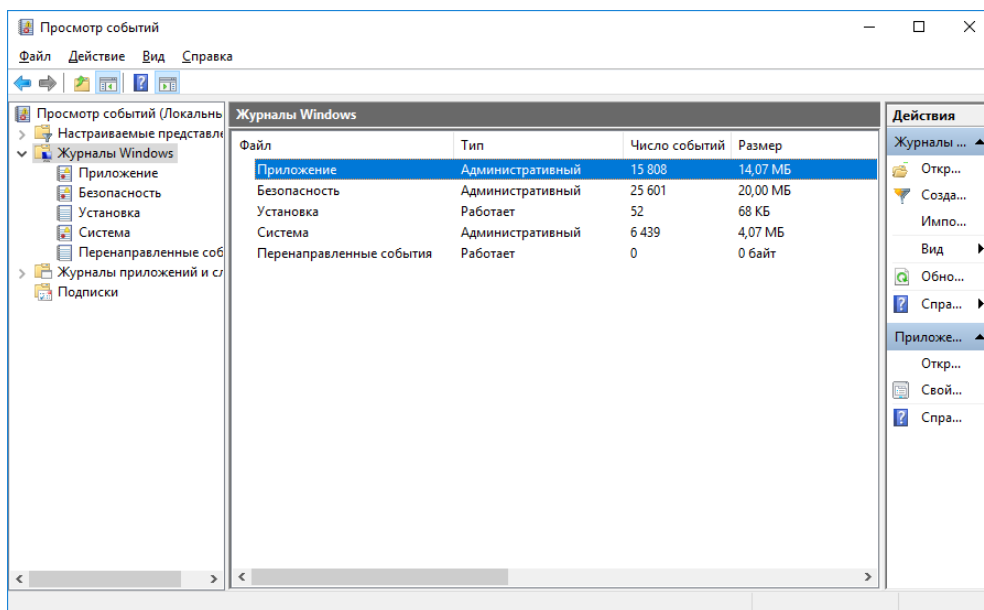 Просмотр событий
Файл Действие Вид Справка
Просмотр событий (Локальнь
Настраиваемые представле
Журналы Windows
Приложение
Безопасность
Установка
Система
Перенаправленные соб
Журналы приложений и сл
Подписки
Журналы Windows
Файл Тип Число событий Размер
Приложение Административный 15 808 14,07 МБ
Безопасность Административный 25 601 20,00 МБ
Установка Работает 52 68 КБ
Система Административный 6 439 4,07 МБ
Перенаправленные события Работает 0 0 байт
Действия
Журналы ...
Откр...
Созда...
Импо...
Вид
Обно...
Спра...
Приложе...
Откр...
Свой...
Спра...